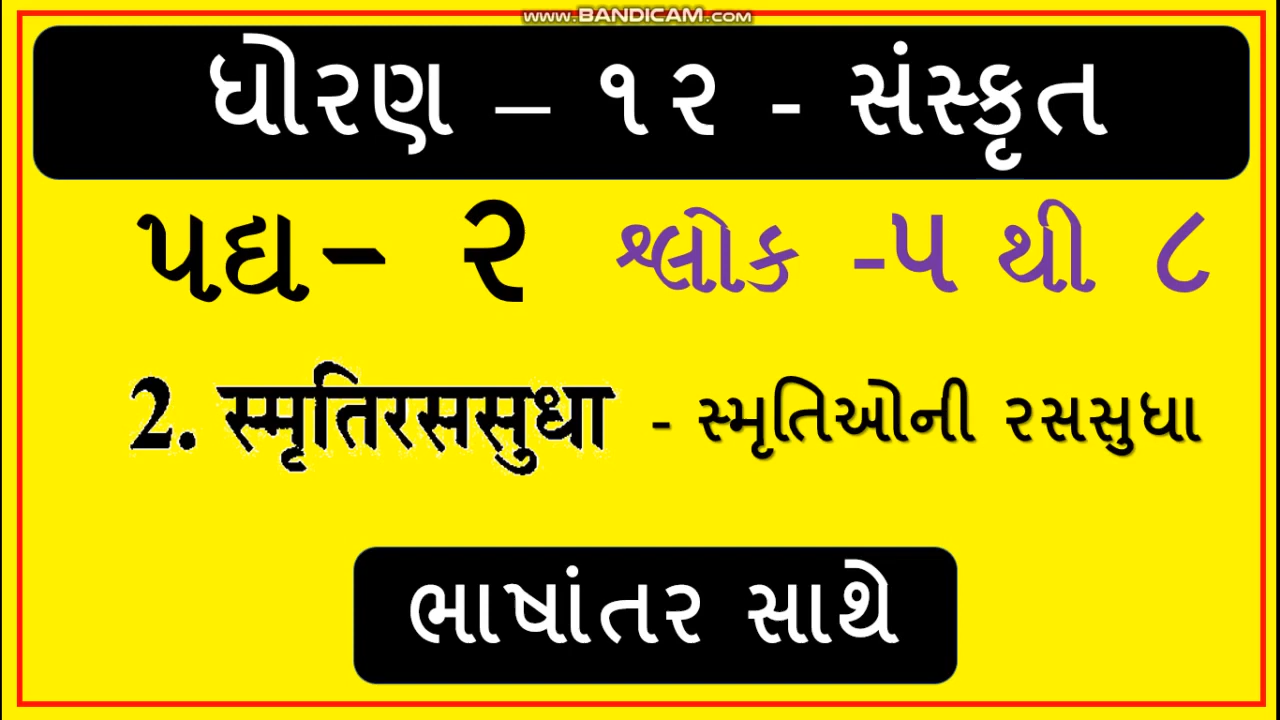 WWW.BANDICAM.COM
ધોરણ – ૧૨ - સંસ્કૃત
પદ્ય- ૨ શ્લોક -૫ થી ૮
2. स्मृतिरससुधा - સ્મૃતિઓની રસસુધા
ભાષાંતર સાથે